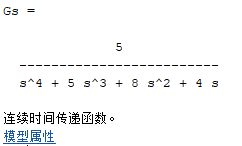 Gs =
5
-----------------------------
s^4 + 5 s^3 + 8 s^2 + 4 s
连续时间传递函数。
模型属性